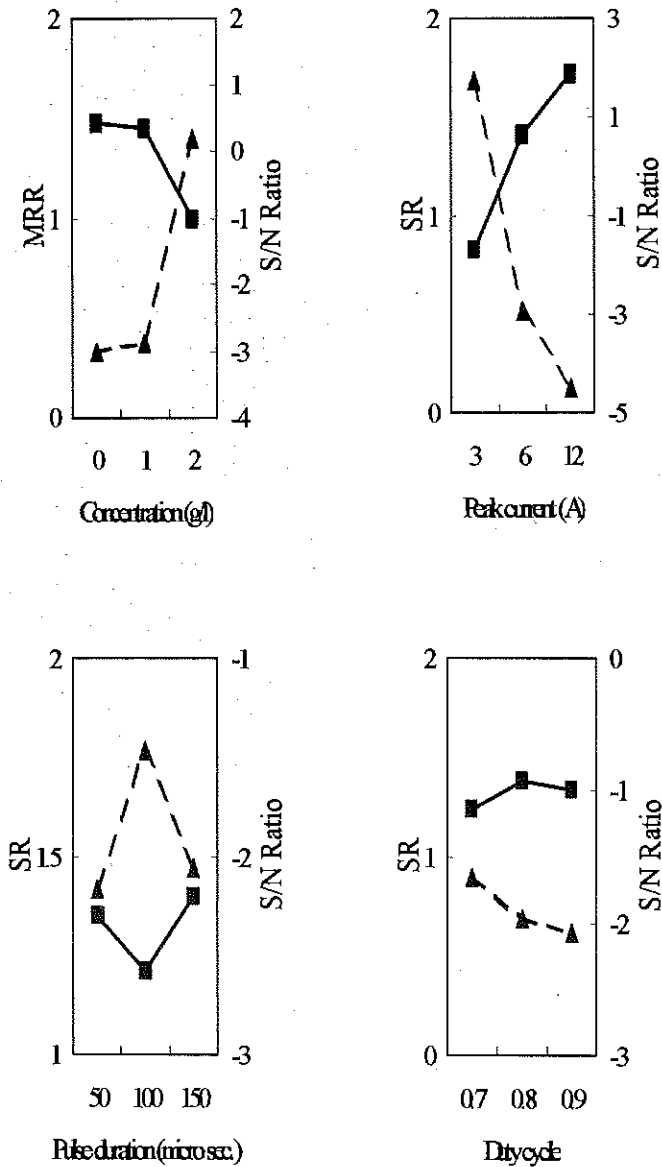 2
2
1
0
-1
-2
-3
-4
1
0
MRR
S/N Ratio
0 1 2
Concentration (g/l)
2
1
0
SR
3
1
-1
-3
-5
S/N Ratio
3 6 12
Peak current (A)
2
15
1
SR
-1
-2
-3
S/N Ratio
50 100 150
Pulse duration (micro sec.)
2
1
0
SR
0
-1
-2
-3
S/N Ratio
0.7 0.8 0.9
Duty cycle